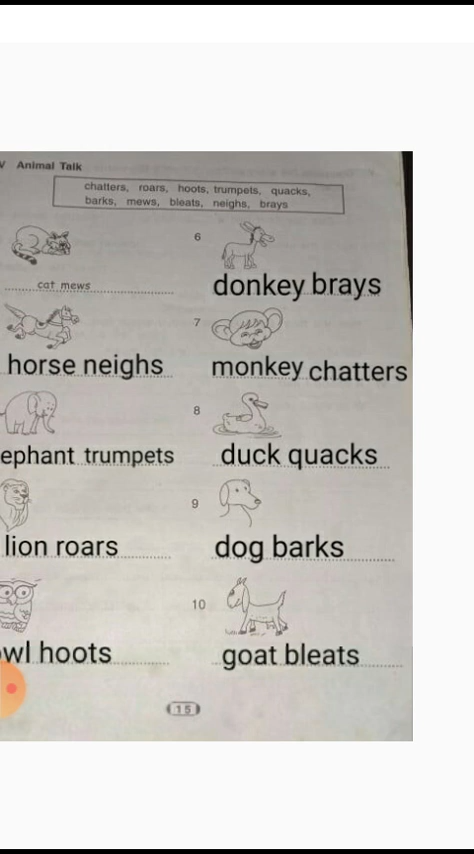 V Animal Talk
chatters, roars, hoots, trumpets, quacks,
barks, mews, bleats, neighs, brays
6
cat mews
donkey brays
7
horse neighs
monkey chatters
8
ephant trumpets
duck quacks
9
lion roars
dog barks
10
wl hoots
goat bleats
15